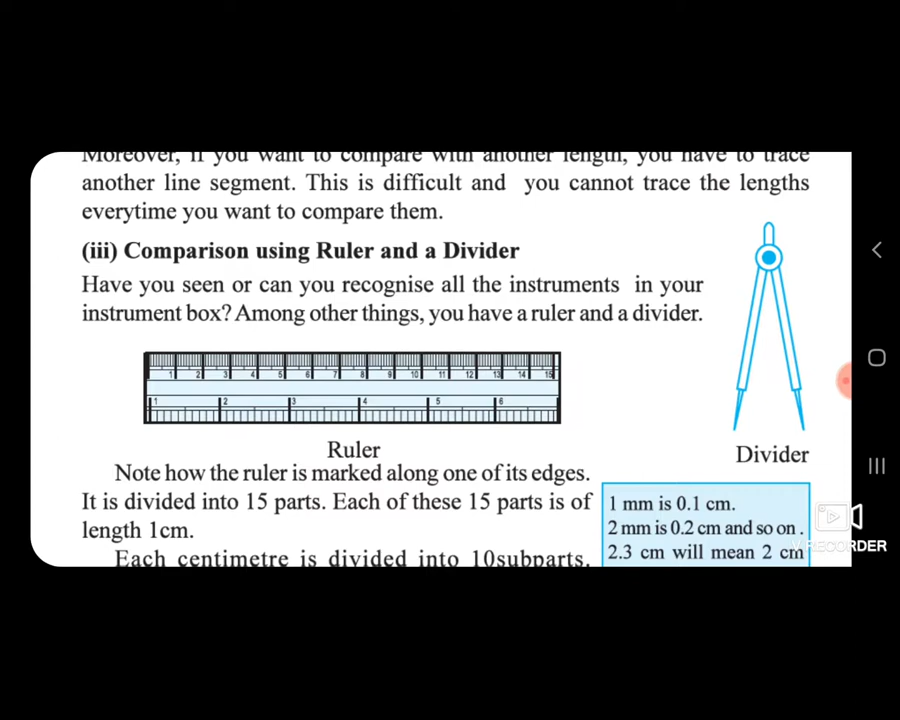 Moreover, if you want to compare with another length, you have to trace
another line segment. This is difficult and you cannot trace the lengths
everytime you want to compare them.
(iii) Comparison using Ruler and a Divider
Have you seen or can you recognise all the instruments in your
instrument box? Among other things, you have a ruler and a divider.
1 2 3 4 5 6 7 8 9 10 11 12 13 14 15
1 2 3 4 5 6
Ruler
Divider
Note how the ruler is marked along one of its edges.
It is divided into 15 parts. Each of these 15 parts is of
length 1cm.
Each centimetre is divided into 10subparts.
1 mm is 0.1 cm.
2 mm is 0.2 cm and so on .
2.3 cm will mean 2 cm
RECORDER